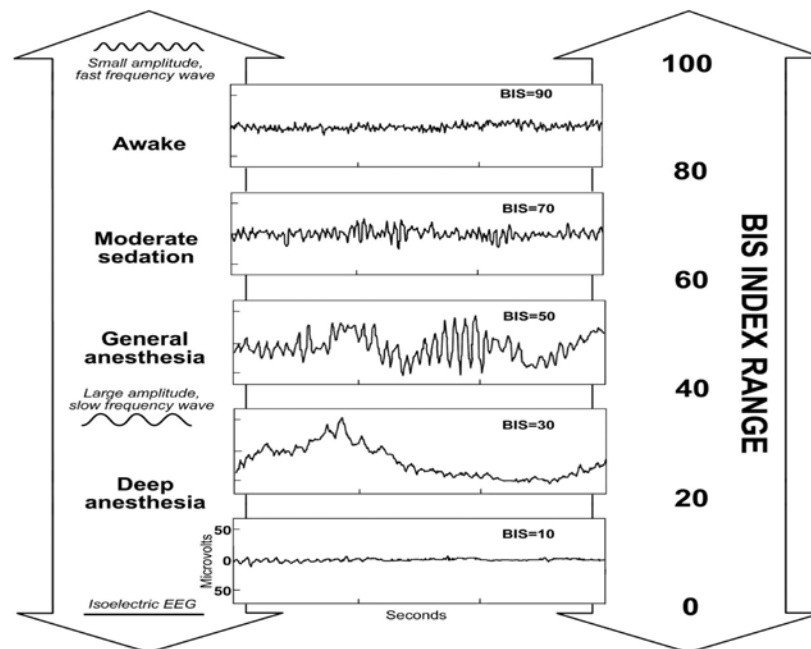 Small amplitude,
fast frequency wave
Awake
Moderate
sedation
General
anesthesia
Large amplitude,
slow frequency wave
Deep
anesthesia
Isoelectric EEG
BIS=90
BIS=70
BIS=50
BIS=30
BIS=10
Microvolts
50
0
50
Seconds
100
80
60
40
20
0
BIS INDEX RANGE